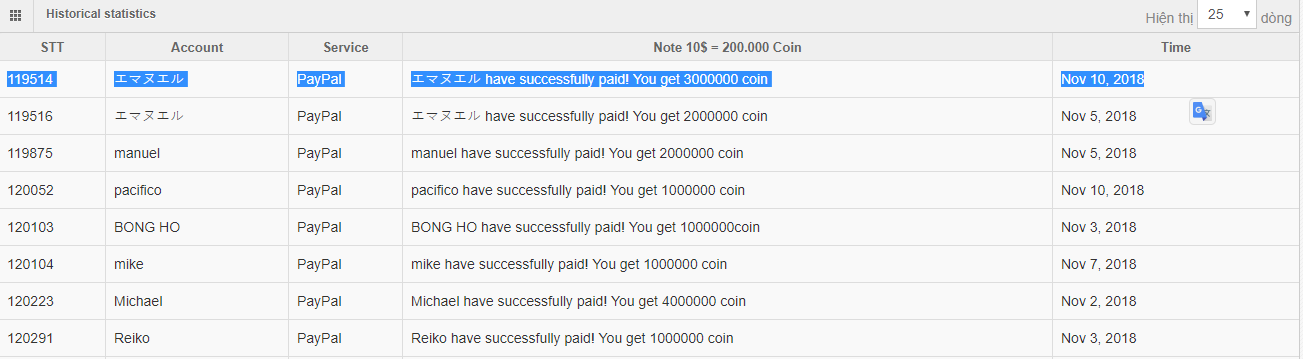 Historical statistics
Hiện thị 25 dòng
STT Account Service Note 10$ = 200.000 Coin Time
119514 エマヌエル PayPal エマヌエル have successfully paid! You get 3000000 coin Nov 10, 2018
119516 エマヌエル PayPal エマヌエル have successfully paid! You get 2000000 coin Nov 5, 2018
119875 manuel PayPal manuel have successfully paid! You get 2000000 coin Nov 5, 2018
120052 pacifico PayPal pacifico have successfully paid! You get 1000000 coin Nov 10, 2018
120103 BONG HO PayPal BONG HO have successfully paid! You get 1000000coin Nov 3, 2018
120104 mike PayPal mike have successfully paid! You get 1000000 coin Nov 7, 2018
120223 Michael PayPal Michael have successfully paid! You get 4000000 coin Nov 2, 2018
120291 Reiko PayPal Reiko have successfully paid! You get 1000000 coin Nov 3, 2018